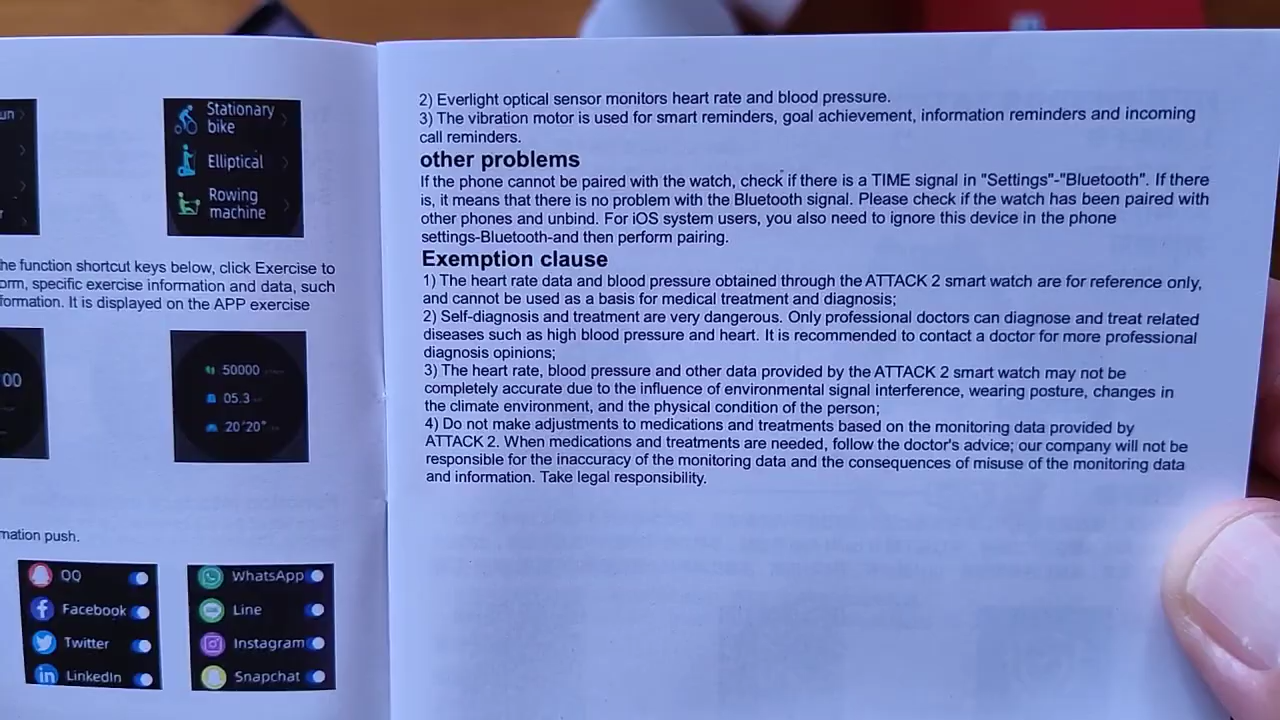 Stationary
bike
Elliptical
Rowing
machine
he function shortcut keys below, click Exercise to
orm, specific exercise information and data, such
formation. It is displayed on the APP exercise
00
50000
05.3
20'20"
mation push.
QQ
Facebook
Twitter
LinkedIn
WhatsApp
Line
Instagram
Snapchat
2) Everlight optical sensor monitors heart rate and blood pressure.
3) The vibration motor is used for smart reminders, goal achievement, information reminders and incoming
call reminders.
other problems
If the phone cannot be paired with the watch, check if there is a TIME signal in "Settings"-"Bluetooth". If there
is, it means that there is no problem with the Bluetooth signal. Please check if the watch has been paired with
other phones and unbind. For iOS system users, you also need to ignore this device in the phone
settings-Bluetooth-and then perform pairing.
Exemption clause
1) The heart rate data and blood pressure obtained through the ATTACK 2 smart watch are for reference only,
and cannot be used as a basis for medical treatment and diagnosis;
2) Self-diagnosis and treatment are very dangerous. Only professional doctors can diagnose and treat related
diseases such as high blood pressure and heart. It is recommended to contact a doctor for more professional
diagnosis opinions;
3) The heart rate, blood pressure and other data provided by the ATTACK 2 smart watch may not be
completely accurate due to the influence of environmental signal interference, wearing posture, changes in
the climate environment, and the physical condition of the person;
4) Do not make adjustments to medications and treatments based on the monitoring data provided by
ATTACK 2. When medications and treatments are needed, follow the doctor's advice; our company will not be
responsible for the inaccuracy of the monitoring data and the consequences of misuse of the monitoring data
and information. Take legal responsibility.